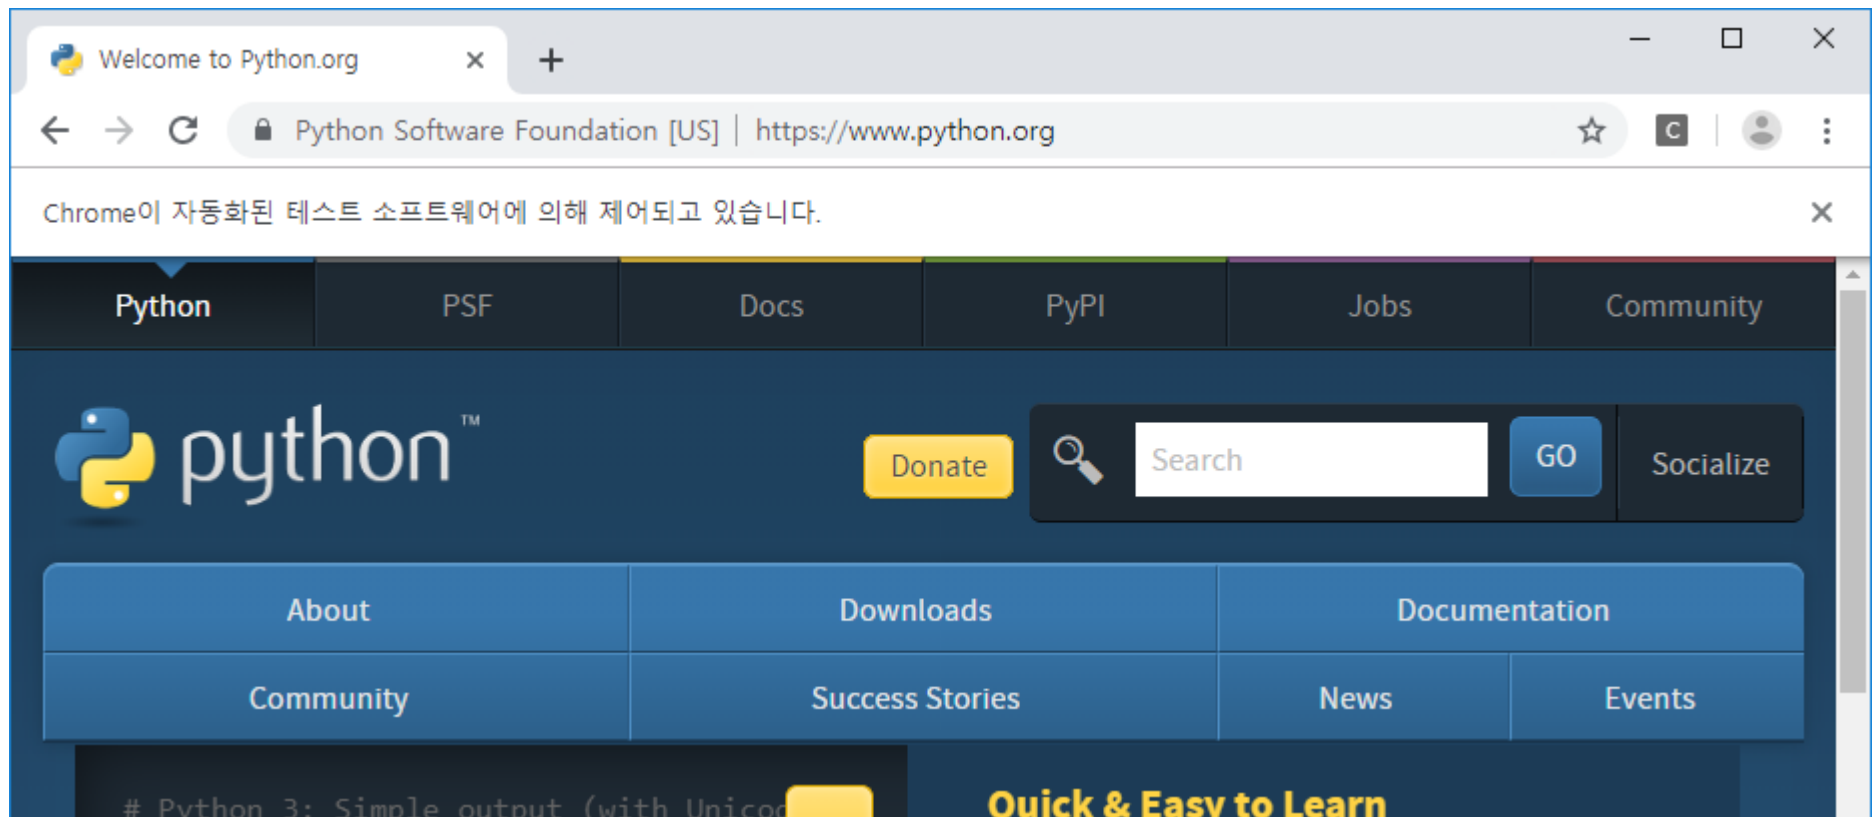 Welcome to Python.org
Python Software Foundation [US] | https://www.python.org
C
Chrome이 자동화된 테스트 소프트웨어에 의해 제어되고 있습니다.
Python PSF Docs PyPI Jobs Community
python™
Donate Search GO Socialize
About Downloads Documentation
Community Success Stories News Events
# Python 3: Simple output (with Unicod
Quick & Easy to Learn